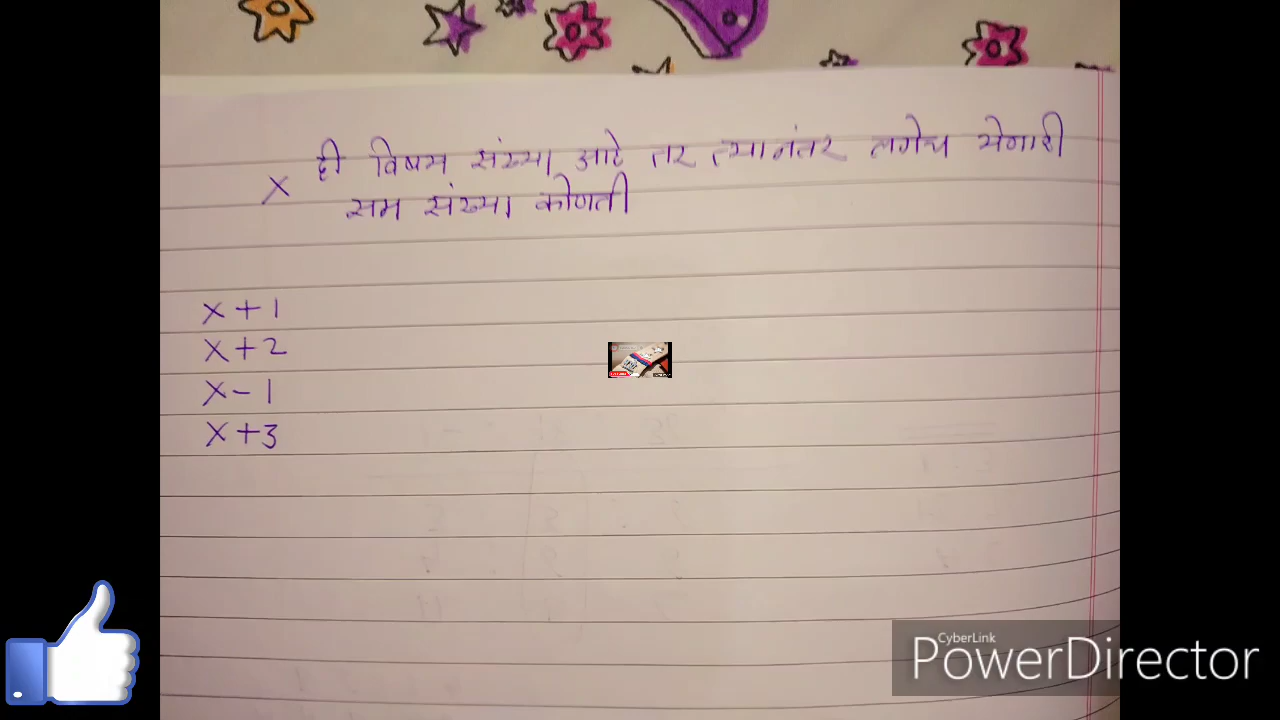 x ही विषम संख्या आहे तर त्यानंतर लगेच येणारी
सम संख्या कोणती
x+1
x+2
x-1
x+3
CyberLink
PowerDirector